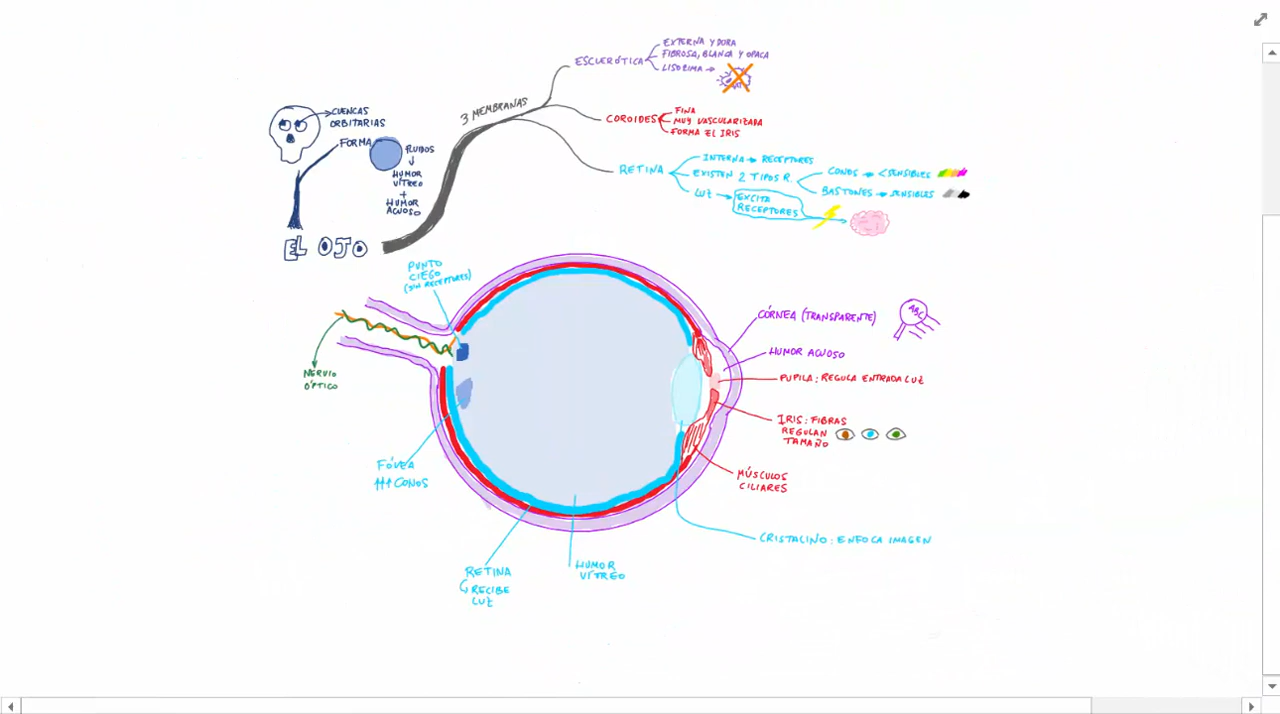 EXTERNA Y DURA
FIBROSA, BLANCA Y OPACA
ESCLERÓTICA
LISOZIMA →
3 MEMBRANAS
CUENCAS
ORBITARIAS
FORMA
FLUIDOS
HUMOR
VÍTREO
+
HUMOR
ACUOSO
EL OJO
FINA
COROIDES
MUY VASCULARIZADA
FORMA EL IRIS
INTERNA → RECEPTORES
RETINA
EXISTEN 2 TIPOS R.
CONOS → < SENSIBLES
BASTONES → SENSIBLES
LUZ → EXCITA
RECEPTORES
PUNTO
CIEGO
(SIN RECEPTORES)
CÓRNEA (TRANSPARENTE)
ABC
HUMOR ACUOSO
NERVIO
ÓPTICO
PUPILA: REGULA ENTRADA LUZ
IRIS: FIBRAS
REGULAN
TAMAÑO
FÓVEA
↑↑↑ CONOS
MÚSCULOS
CILIARES
CRISTALINO: ENFOCA IMAGEN
RETINA
RECIBE
LUZ
HUMOR
VÍTREO